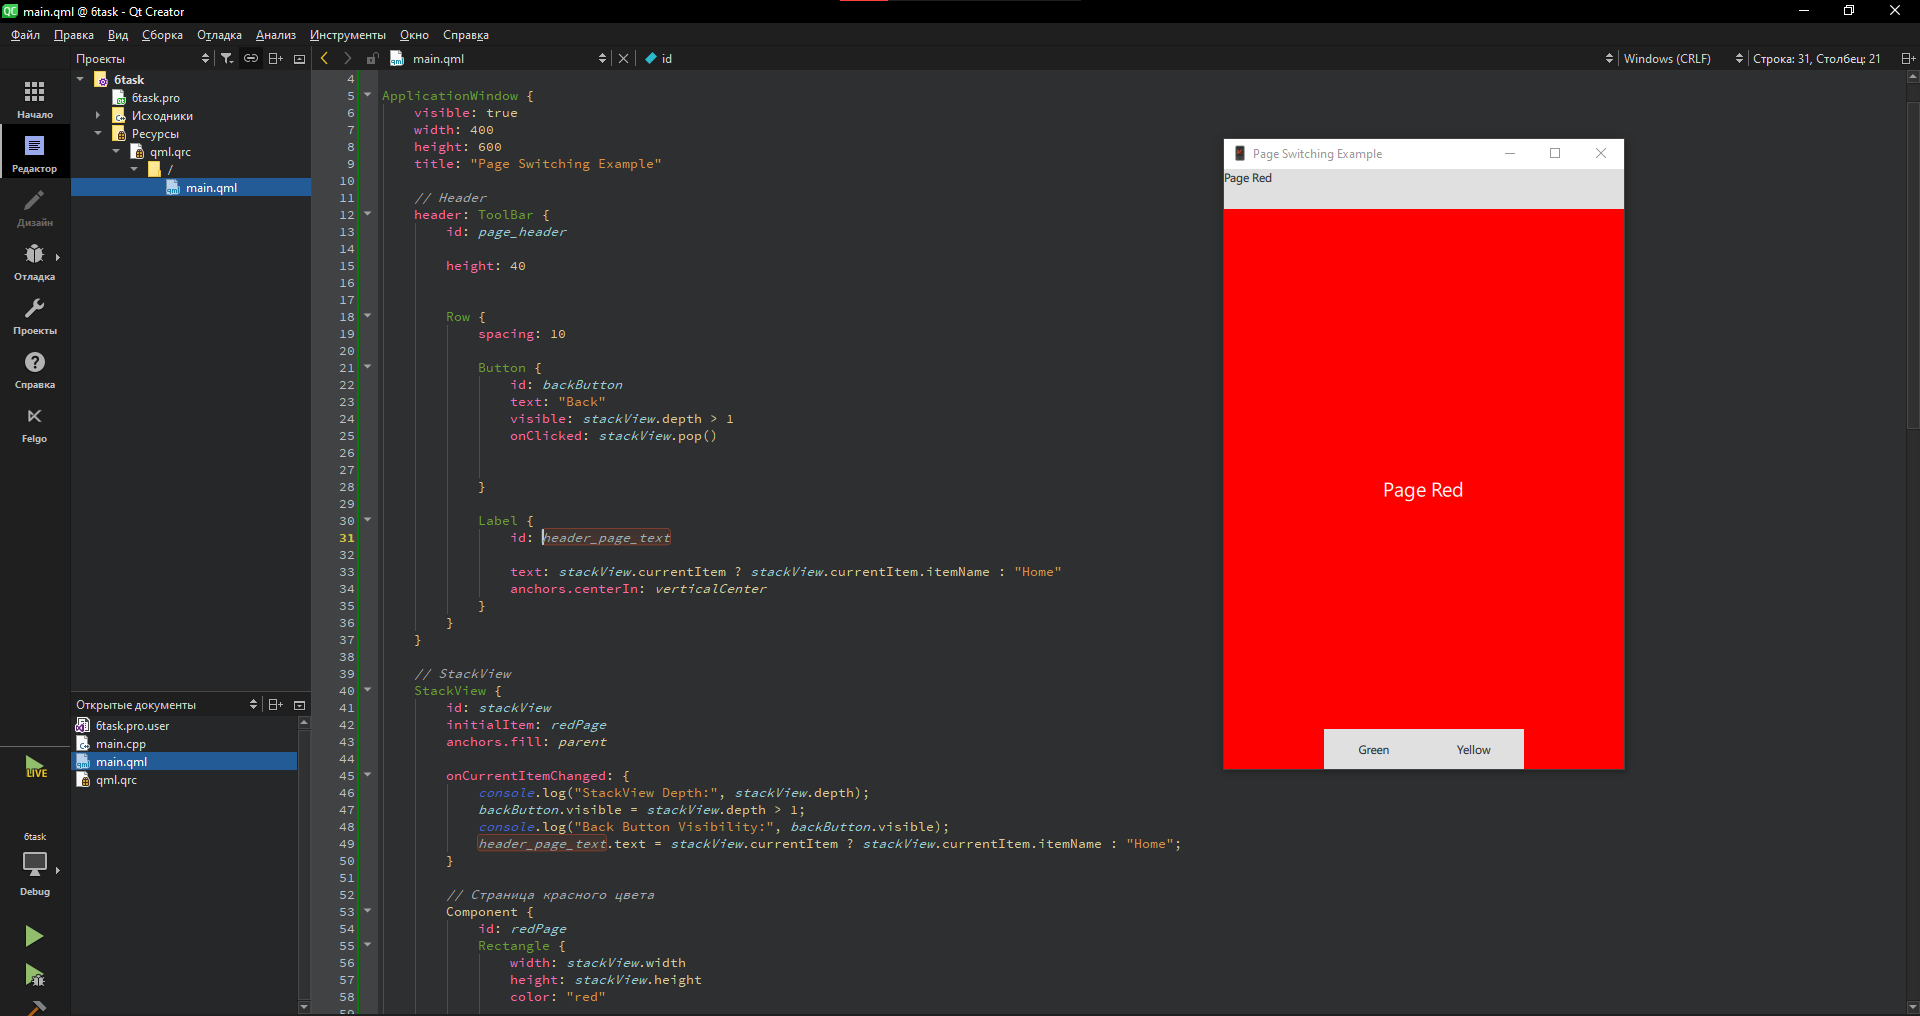 main.qml @ 6task - Qt Creator
Файл Правка Вид Сборка Отладка Анализ Инструменты Окно Справка
Проекты
main.qml
id
Windows (CRLF)
Строка: 31, Столбец: 21
Начало
Редактор
Дизайн
Отладка
Проекты
Справка
Felgo
LIVE
6task
Debug
6task
6task.pro
Исходники
Ресурсы
qml.qrc
/
main.qml
Открытые документы
6task.pro.user
main.cpp
main.qml
qml.qrc
4
5 ApplicationWindow {
6 visible: true
7 width: 400
8 height: 600
9 title: "Page Switching Example"
10
11 // Header
12 header: ToolBar {
13 id: page_header
14
15 height: 40
16
17
18 Row {
19 spacing: 10
20
21 Button {
22 id: backButton
23 text: "Back"
24 visible: stackView.depth > 1
25 onClicked: stackView.pop()
26
27
28 }
29
30 Label {
31 id: header_page_text
32
33 text: stackView.currentItem ? stackView.currentItem.itemName : "Home"
34 anchors.centerIn: verticalCenter
35 }
36 }
37 }
38
39 // StackView
40 StackView {
41 id: stackView
42 initialItem: redPage
43 anchors.fill: parent
44
45 onCurrentItemChanged: {
46 console.log("StackView Depth:", stackView.depth);
47 backButton.visible = stackView.depth > 1;
48 console.log("Back Button Visibility:", backButton.visible);
49 header_page_text.text = stackView.currentItem ? stackView.currentItem.itemName : "Home";
50 }
51
52 // Страница красного цвета
53 Component {
54 id: redPage
55 Rectangle {
56 width: stackView.width
57 height: stackView.height
58 color: "red"
59
Page Switching Example
Page Red
Page Red
Green Yellow